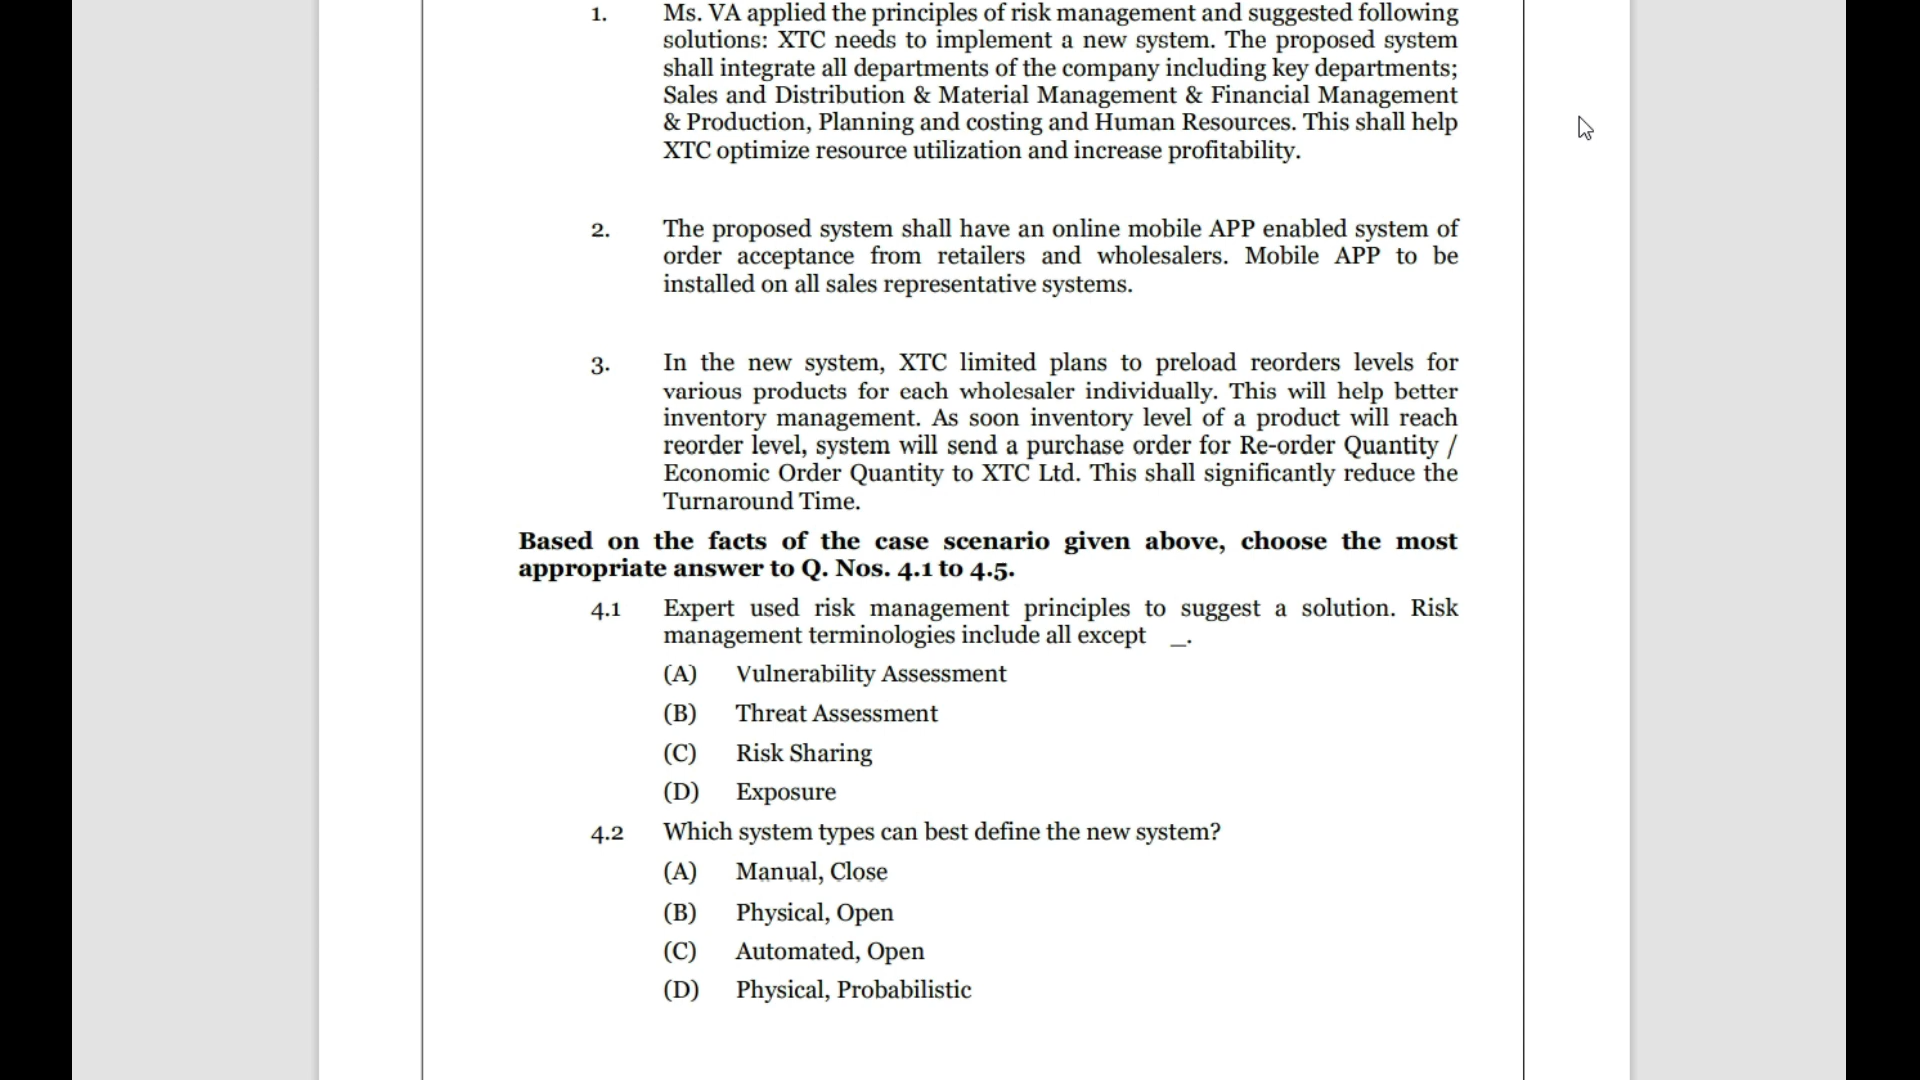 1. Ms. VA applied the principles of risk management and suggested following
solutions: XTC needs to implement a new system. The proposed system
shall integrate all departments of the company including key departments;
Sales and Distribution & Material Management & Financial Management
& Production, Planning and costing and Human Resources. This shall help
XTC optimize resource utilization and increase profitability.
2. The proposed system shall have an online mobile APP enabled system of
order acceptance from retailers and wholesalers. Mobile APP to be
installed on all sales representative systems.
3. In the new system, XTC limited plans to preload reorders levels for
various products for each wholesaler individually. This will help better
inventory management. As soon inventory level of a product will reach
reorder level, system will send a purchase order for Re-order Quantity /
Economic Order Quantity to XTC Ltd. This shall significantly reduce the
Turnaround Time.
Based on the facts of the case scenario given above, choose the most
appropriate answer to Q. Nos. 4.1 to 4.5.
4.1 Expert used risk management principles to suggest a solution. Risk
management terminologies include all except _.
(A) Vulnerability Assessment
(B) Threat Assessment
(C) Risk Sharing
(D) Exposure
4.2 Which system types can best define the new system?
(A) Manual, Close
(B) Physical, Open
(C) Automated, Open
(D) Physical, Probabilistic